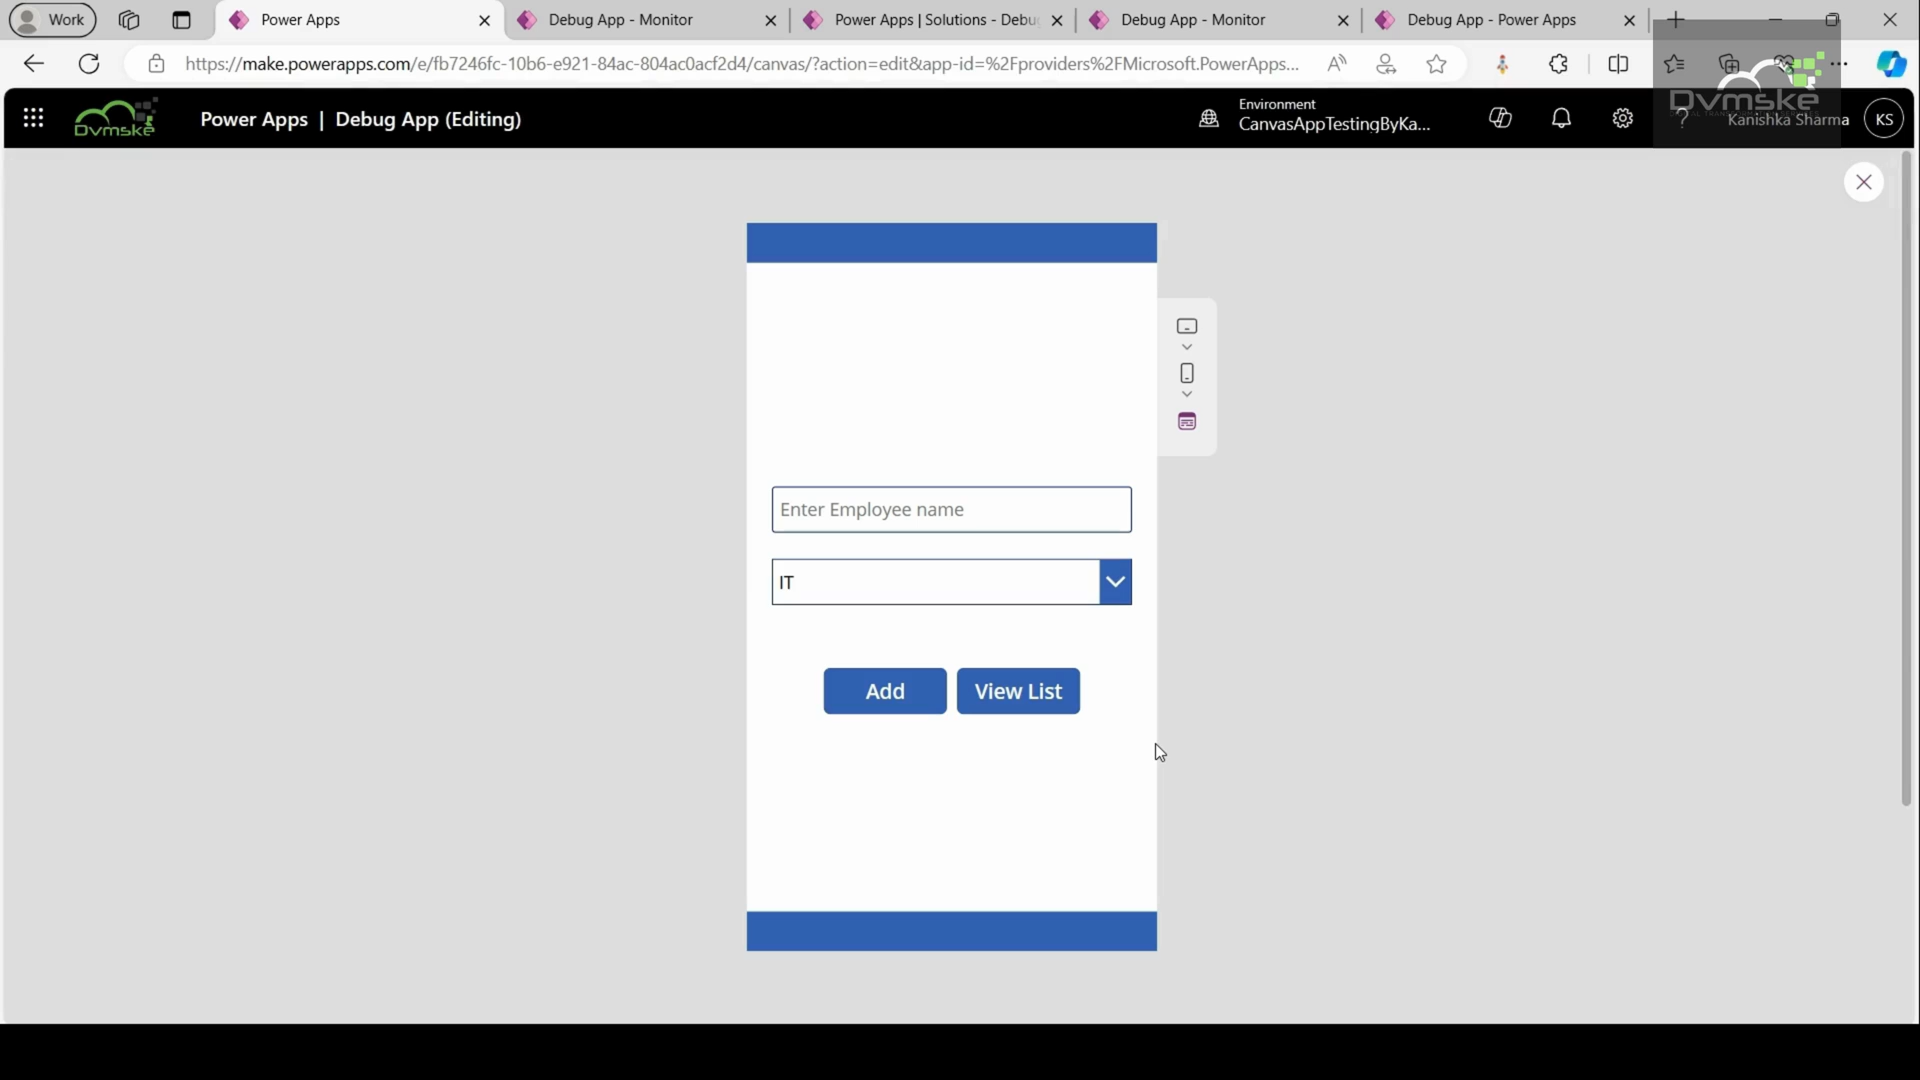 Work
Power Apps
Debug App - Monitor
Power Apps | Solutions - Debu
Debug App - Monitor
Debug App - Power Apps
https://make.powerapps.com/e/fb7246fc-10b6-e921-84ac-804ac0acf2d4/canvas/?action=edit&app-id=%2Fproviders%2FMicrosoft.PowerApps...
Dvmske
Power Apps | Debug App (Editing)
Environment
CanvasAppTestingByKa...
?
Kanishka Sharma
KS
Dvmske
Enter Employee name
IT
Add
View List